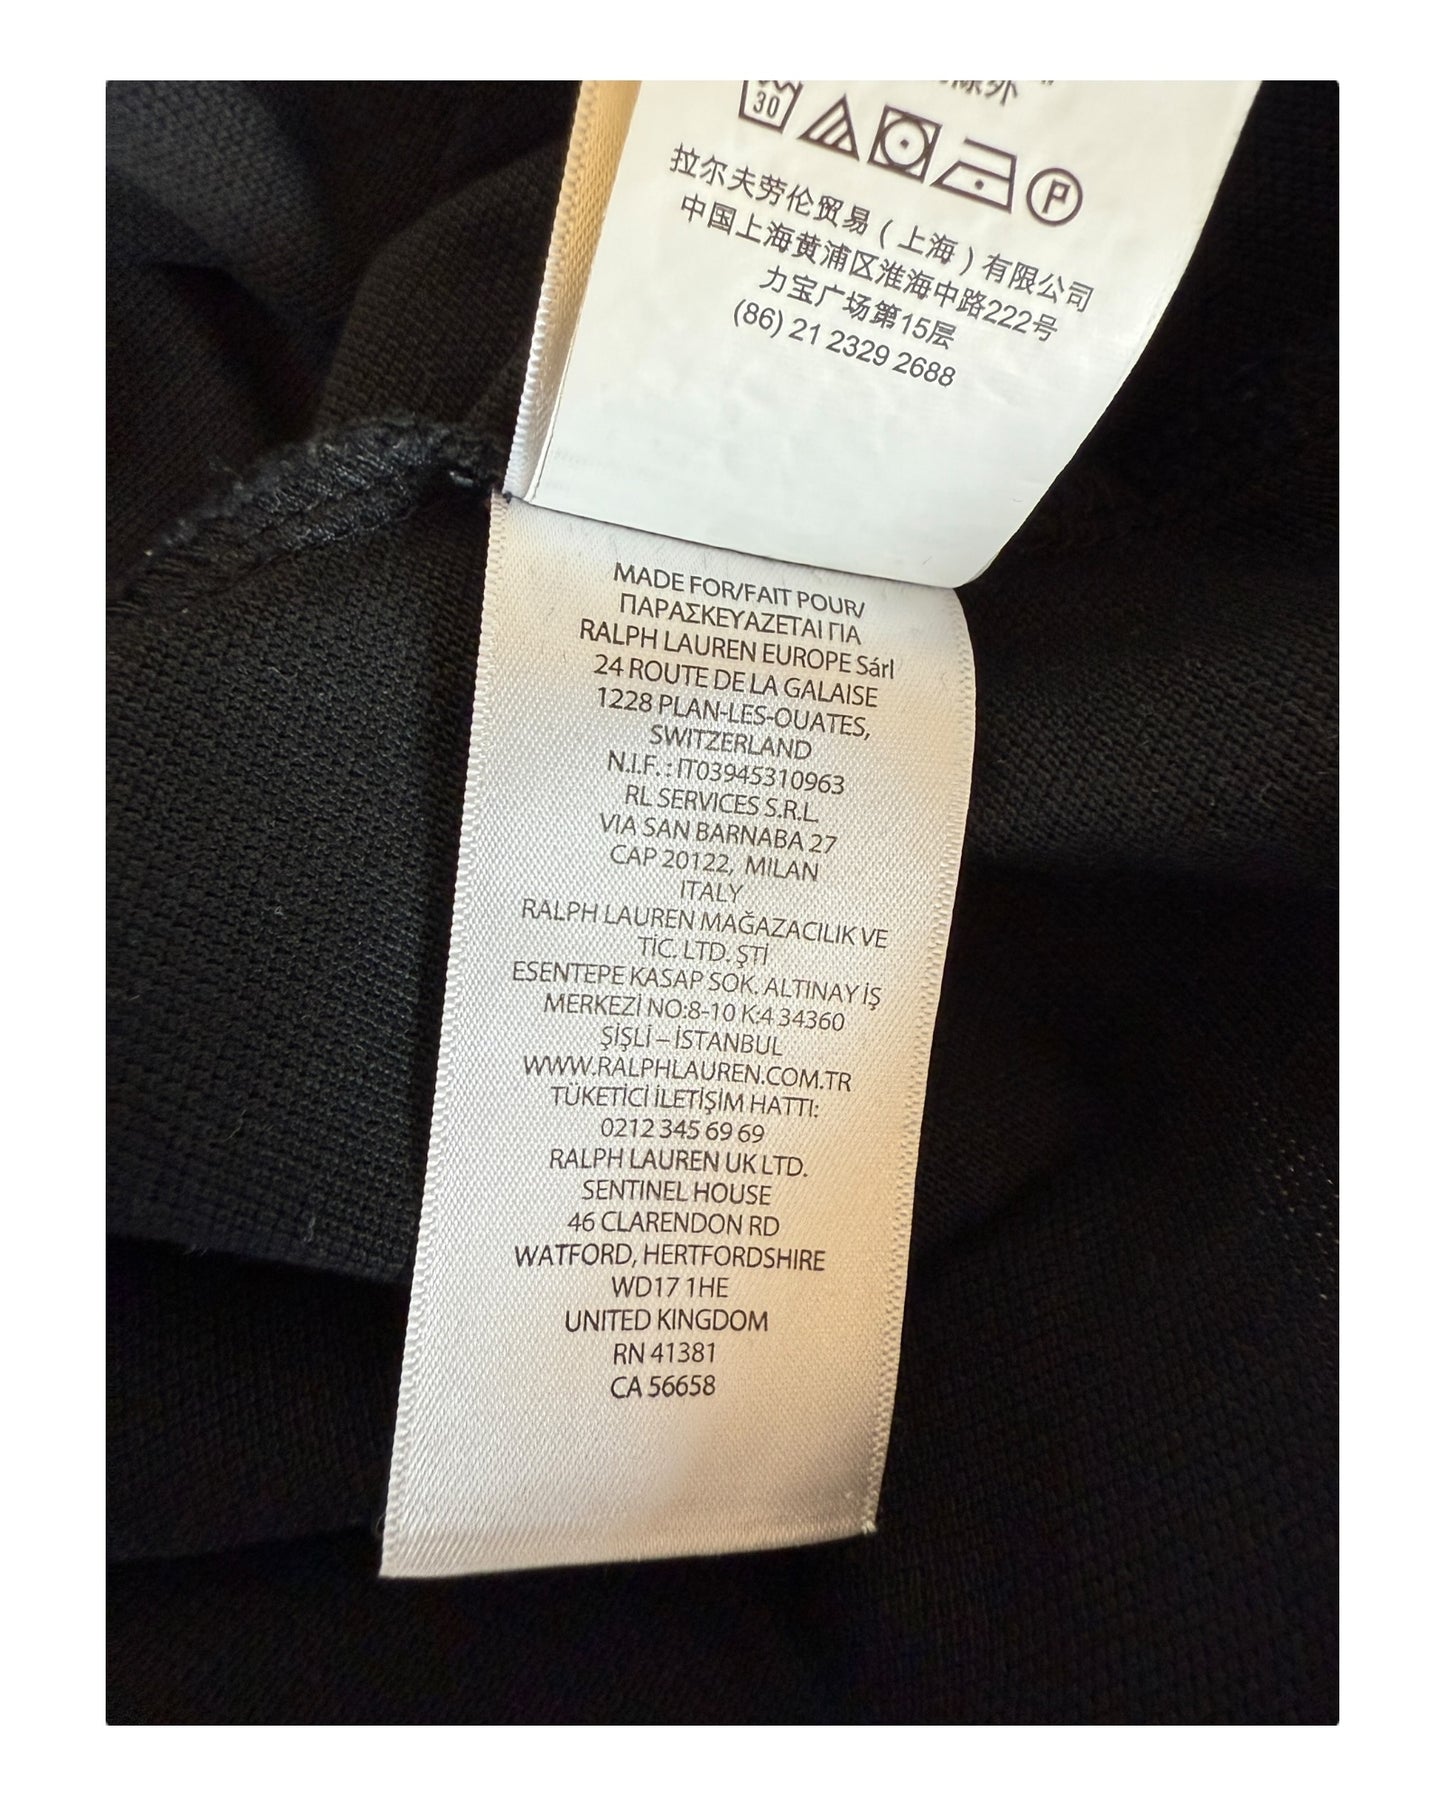 除外 "
30
P
拉尔夫劳伦贸易（上海）有限公司
中国上海黄浦区淮海中路222号
力宝广场第15层
(86) 21 2329 2688
MADE FOR/FAIT POUR/
ΠΑΡΑΣΚΕΥΑΖΕΤΑΙ ΓΙΑ
RALPH LAUREN EUROPE Sárl
24 ROUTE DE LA GALAISE
1228 PLAN-LES-OUATES,
SWITZERLAND
N.I.F. : IT03945310963
RL SERVICES S.R.L.
VIA SAN BARNABA 27
CAP 20122, MILAN
ITALY
RALPH LAUREN MAĞAZACILIK VE
TİC. LTD. ŞTİ
ESENTEPE KASAP SOK. ALTINAY İŞ
MERKEZİ NO:8-10 K:4 34360
ŞİŞLİ – İSTANBUL
WWW.RALPHLAUREN.COM.TR
TÜKETİCİ İLETİŞİM HATTI:
0212 345 69 69
RALPH LAUREN UK LTD.
SENTINEL HOUSE
46 CLARENDON RD
WATFORD, HERTFORDSHIRE
WD17 1HE
UNITED KINGDOM
RN 41381
CA 56658